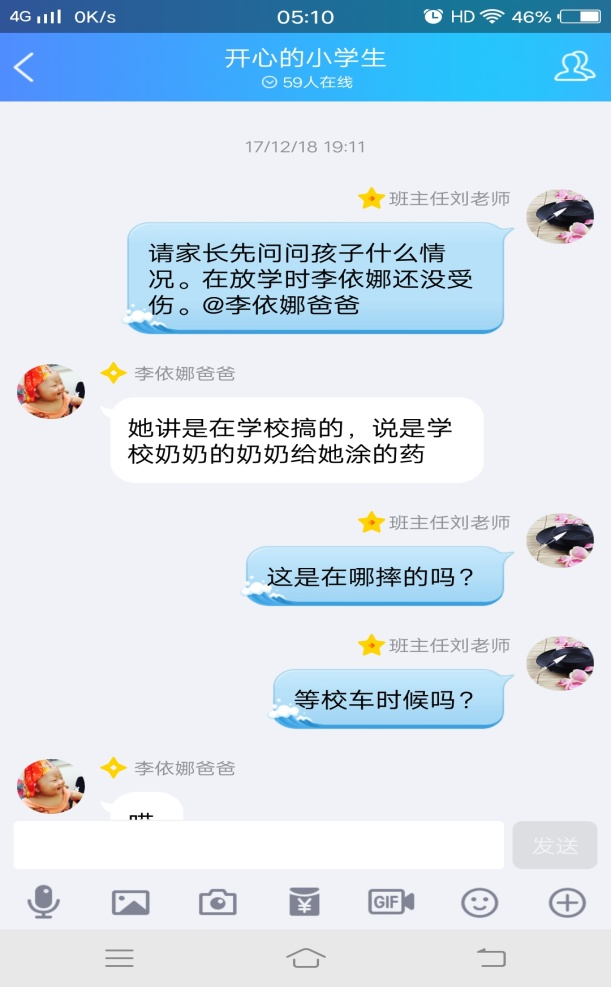 4G 0K/s 05:10 HD 46%
开心的小学生
59人在线
17/12/18 19:11
班主任刘老师
请家长先问问孩子什么情
况。在放学时李依娜还没受
伤。@李依娜爸爸
李依娜爸爸
她讲是在学校搞的，说是学
校奶奶的奶奶给她涂的药
班主任刘老师
这是在哪摔的吗？
班主任刘老师
等校车时候吗？
李依娜爸爸
发送
GIF